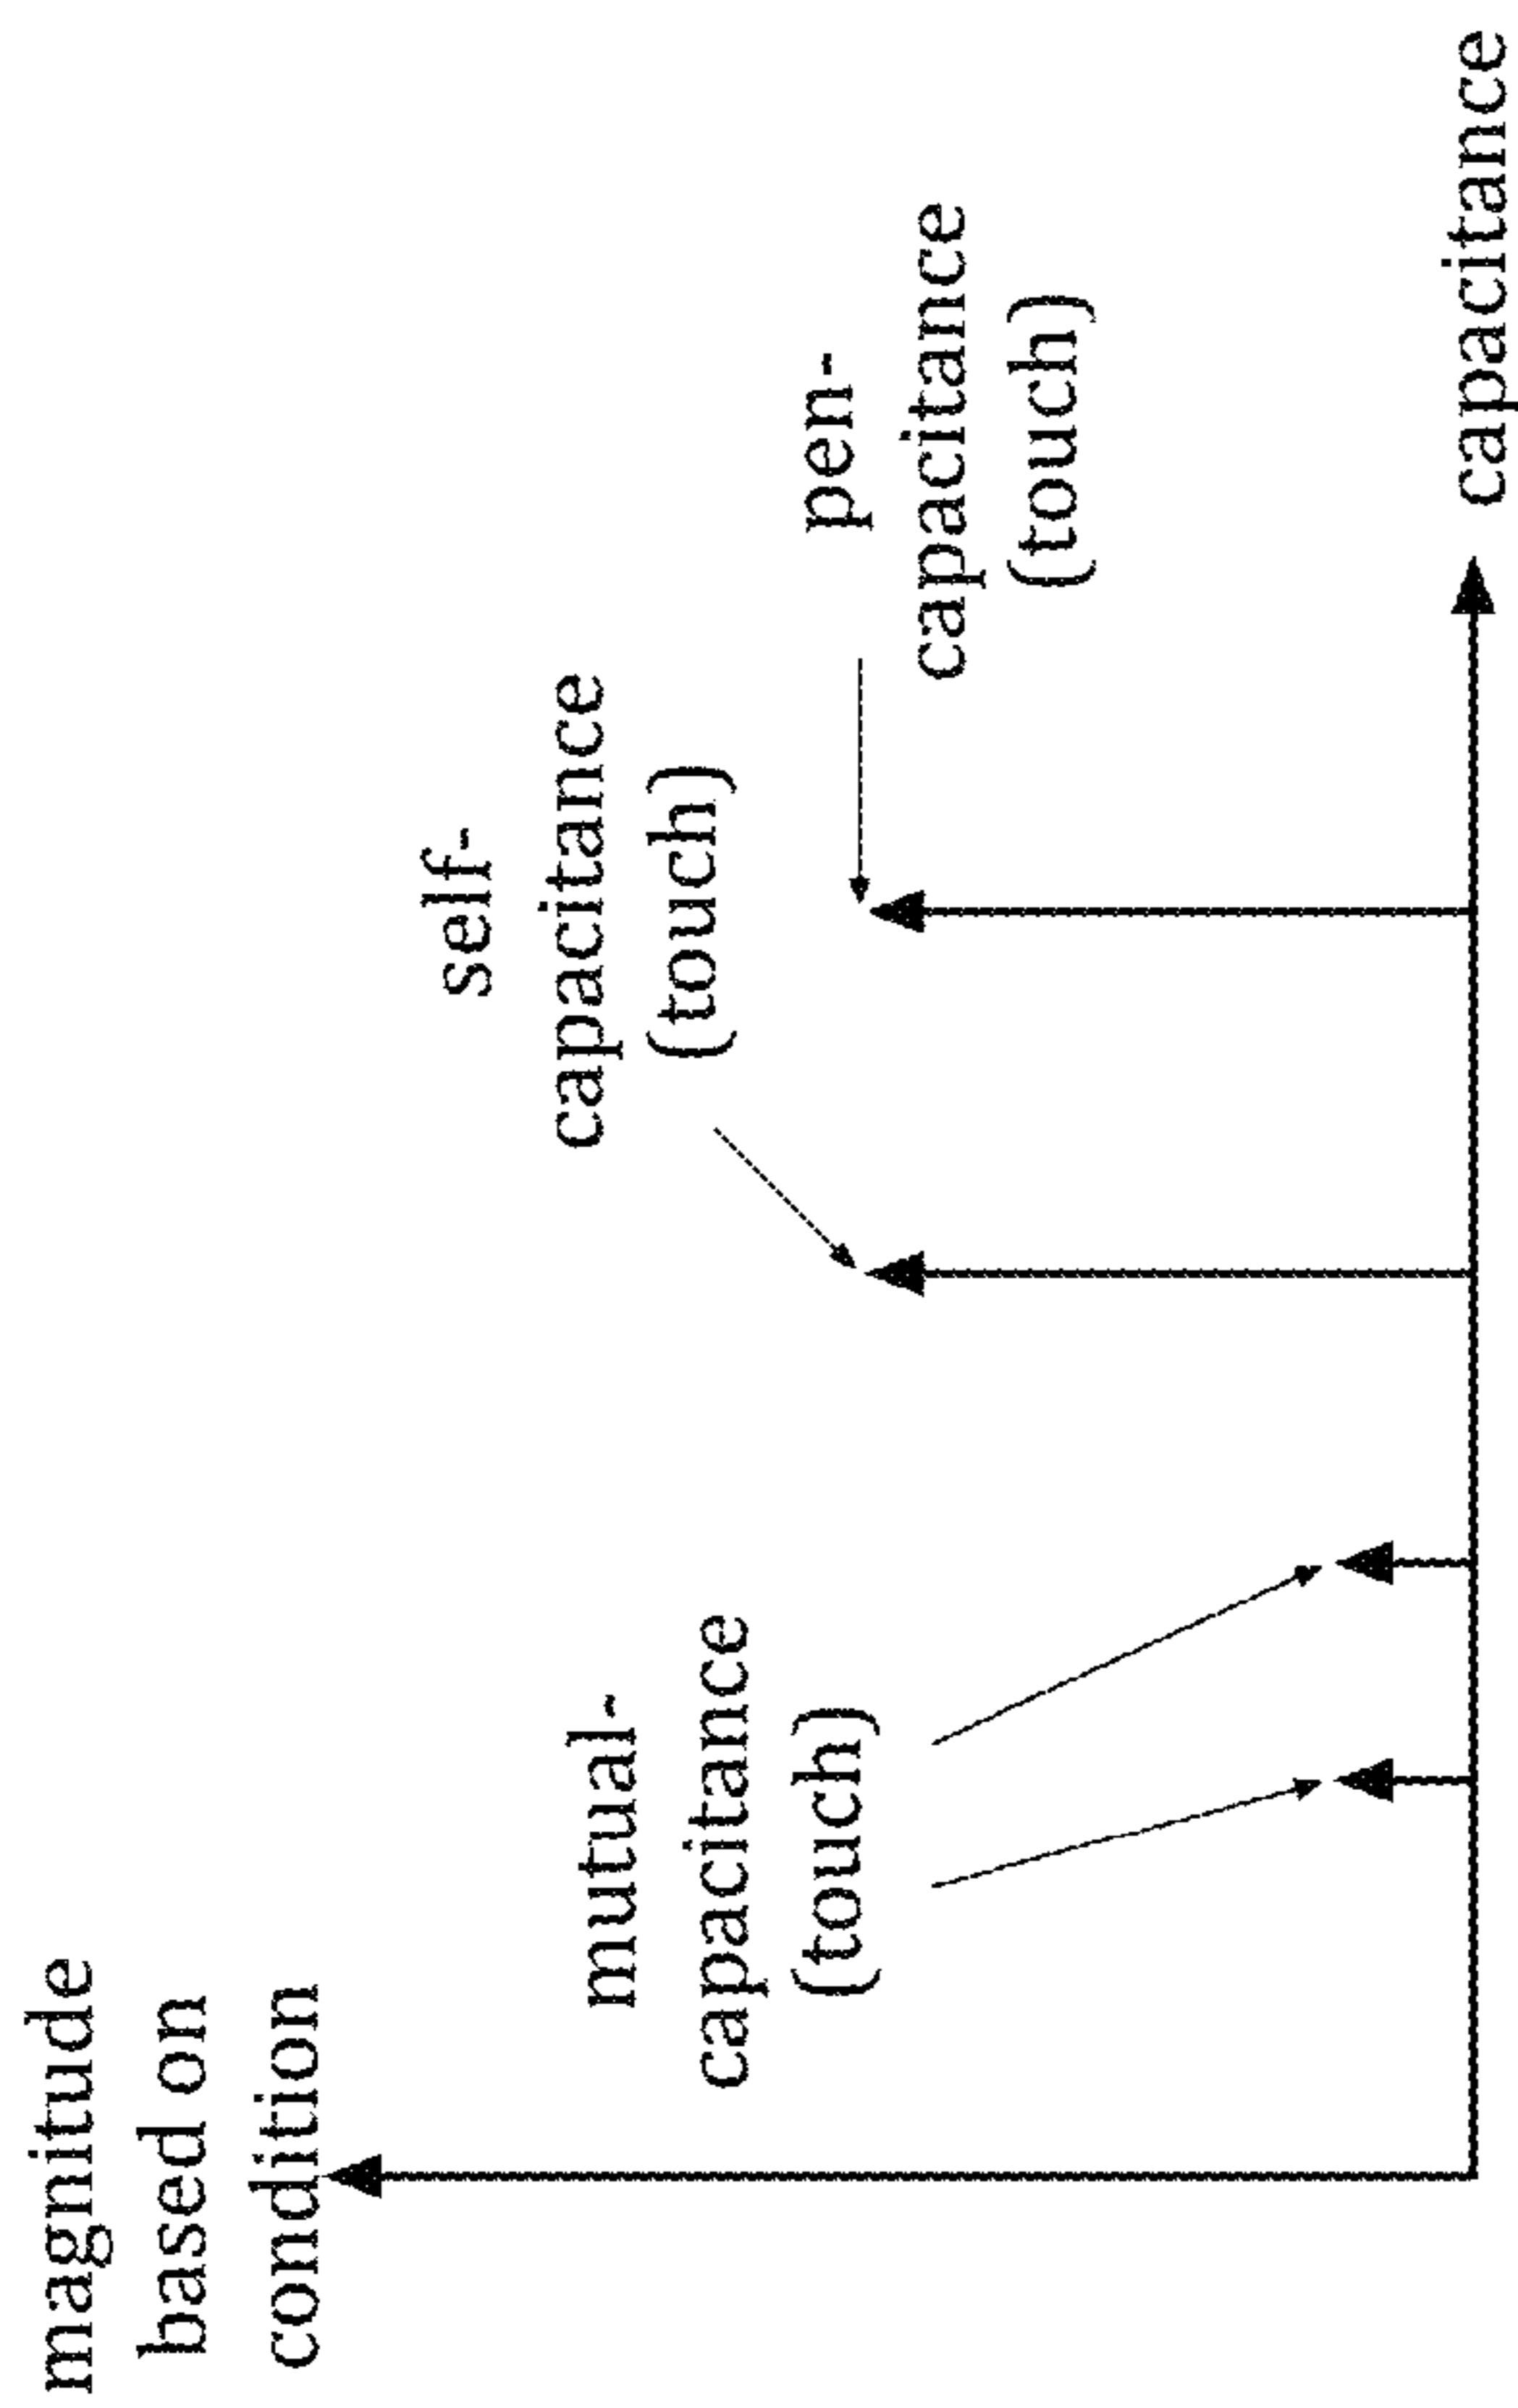 magnitude
based on
condition
mutual-
capacitance
(touch)
self-
capacitance
(touch)
pen-
capacitance
(touch)
capacitance